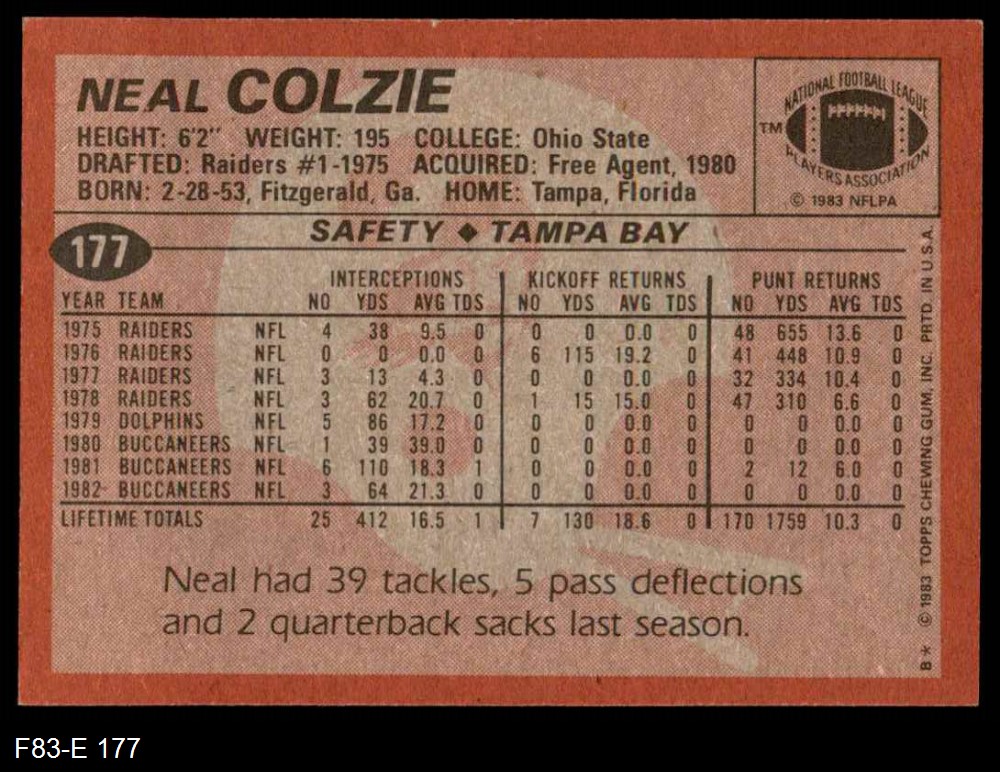 NEAL COLZIE
HEIGHT: 6'2" WEIGHT: 195 COLLEGE: Ohio State
DRAFTED: Raiders #1-1975 ACQUIRED: Free Agent, 1980
BORN: 2-28-53, Fitzgerald, Ga. HOME: Tampa, Florida
NATIONAL FOOTBALL LEAGUE
TM
PLAYERS ASSOCIATION
© 1983 NFLPA
177
SAFETY ◆ TAMPA BAY
INTERCEPTIONS KICKOFF RETURNS PUNT RETURNS
YEAR TEAM NO YDS AVG TDS NO YDS AVG TDS NO YDS AVG TDS
1975 RAIDERS NFL 4 38 9.5 0 0 0 0.0 0 48 655 13.6 0
1976 RAIDERS NFL 0 0 0.0 0 6 115 19.2 0 41 448 10.9 0
1977 RAIDERS NFL 3 13 4.3 0 0 0 0.0 0 32 334 10.4 0
1978 RAIDERS NFL 3 62 20.7 0 1 15 15.0 0 47 310 6.6 0
1979 DOLPHINS NFL 5 86 17.2 0 0 0 0.0 0 0 0 0.0 0
1980 BUCCANEERS NFL 1 39 39.0 0 0 0 0.0 0 0 0 0.0 0
1981 BUCCANEERS NFL 6 110 18.3 1 0 0 0.0 0 2 12 6.0 0
1982 BUCCANEERS NFL 3 64 21.3 0 0 0 0.0 0 0 0 0.0 0
LIFETIME TOTALS 25 412 16.5 1 7 130 18.6 0 170 1759 10.3 0
Neal had 39 tackles, 5 pass deflections
and 2 quarterback sacks last season.
B* © 1983 TOPPS CHEWING GUM, INC. PRTD. IN U.S.A.
F83-E 177